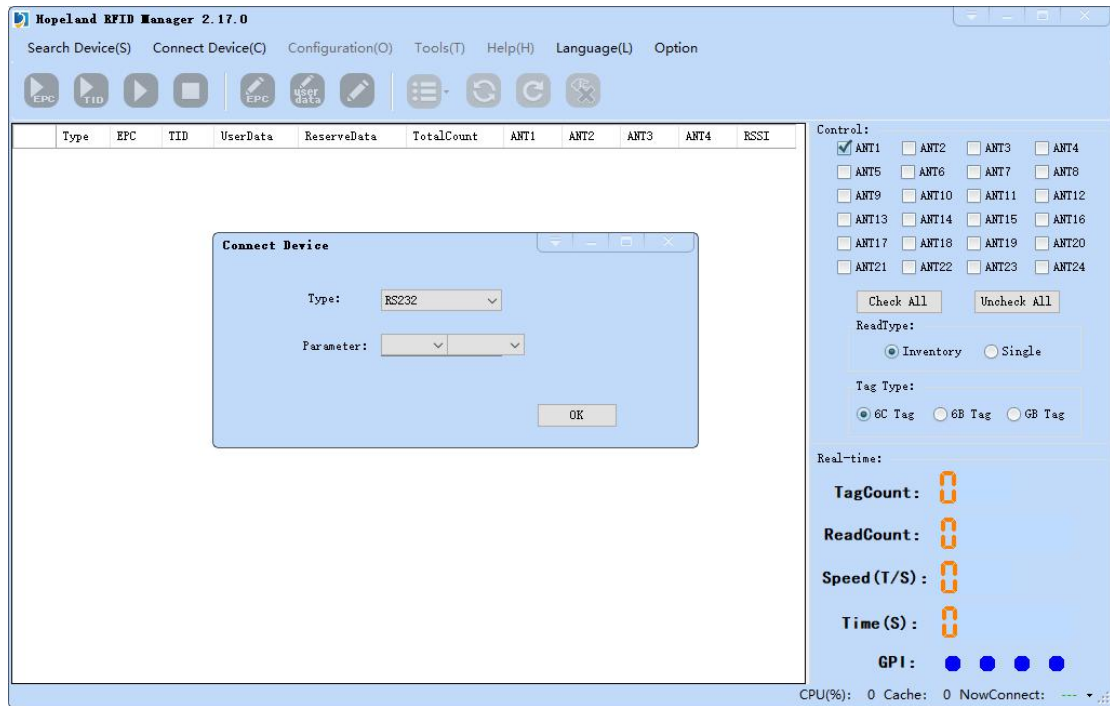 Hopeland RFID Manager 2.17.0
Search Device(S) Connect Device(C) Configuration(O) Tools(T) Help(H) Language(L) Option
EPC TID EPC user data
Type EPC TID UserData ReserveData TotalCount ANT1 ANT2 ANT3 ANT4 RSSI
Connect Device
Type: RS232
Parameter:
OK
Control:
ANT1 ANT2 ANT3 ANT4
ANT5 ANT6 ANT7 ANT8
ANT9 ANT10 ANT11 ANT12
ANT13 ANT14 ANT15 ANT16
ANT17 ANT18 ANT19 ANT20
ANT21 ANT22 ANT23 ANT24
Check All Uncheck All
ReadType:
Inventory Single
Tag Type:
6C Tag 6B Tag GB Tag
Real-time:
TagCount: 0
ReadCount: 0
Speed(T/S): 0
Time(S): 0
GPI:
CPU(%): 0 Cache: 0 NowConnect: ---